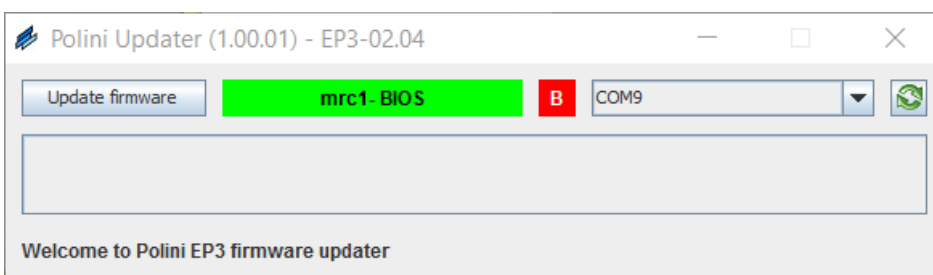 Polini Updater (1.00.01) - EP3-02.04
Update firmware mrc1- BIOS B COM9
Welcome to Polini EP3 firmware updater